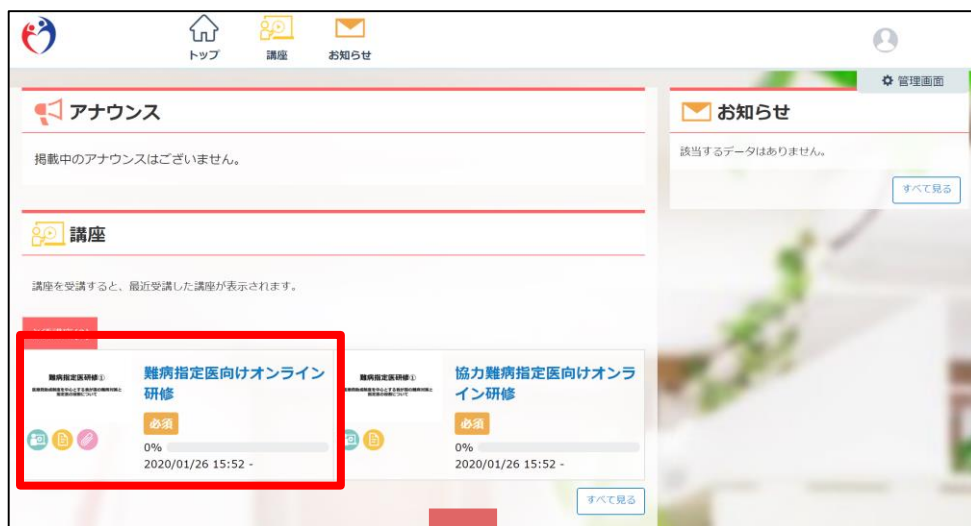 トップ
講座
お知らせ
管理画面
アナウンス
掲載中のアナウンスはございません。
お知らせ
該当するデータはありません。
すべて見る
講座
講座を受講すると、最近受講した講座が表示されます。
難病指定医研修①
難病指定医向けオンライン
研修
必須
0%
2020/01/26 15:52 -
難病指定医研修①
協力難病指定医向けオンラ
イン研修
必須
0%
2020/01/26 15:52 -
すべて見る